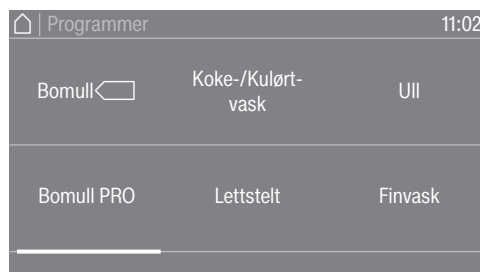 Programmer
11:02
Bomull
Koke-/Kulørt-
vask
Ull
Bomull PRO
Lettstelt
Finvask